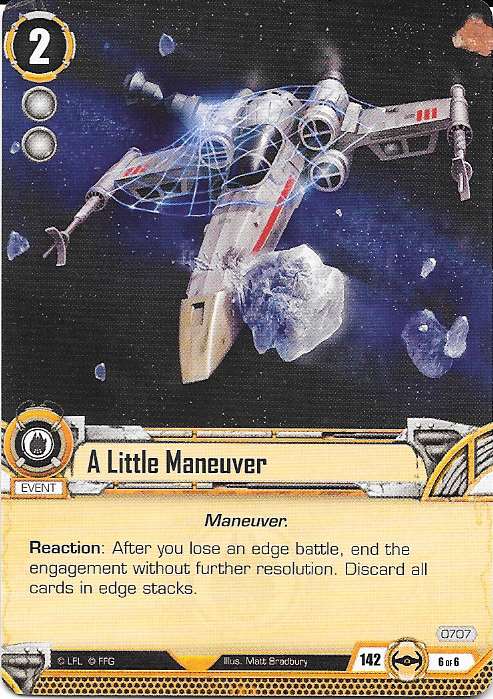 2
A Little Maneuver
EVENT
Maneuver.
Reaction: After you lose an edge battle, end the
engagement without further resolution. Discard all
cards in edge stacks.
0707
© LFL © FFG
Illus. Matt Bradbury
142
6 OF 6